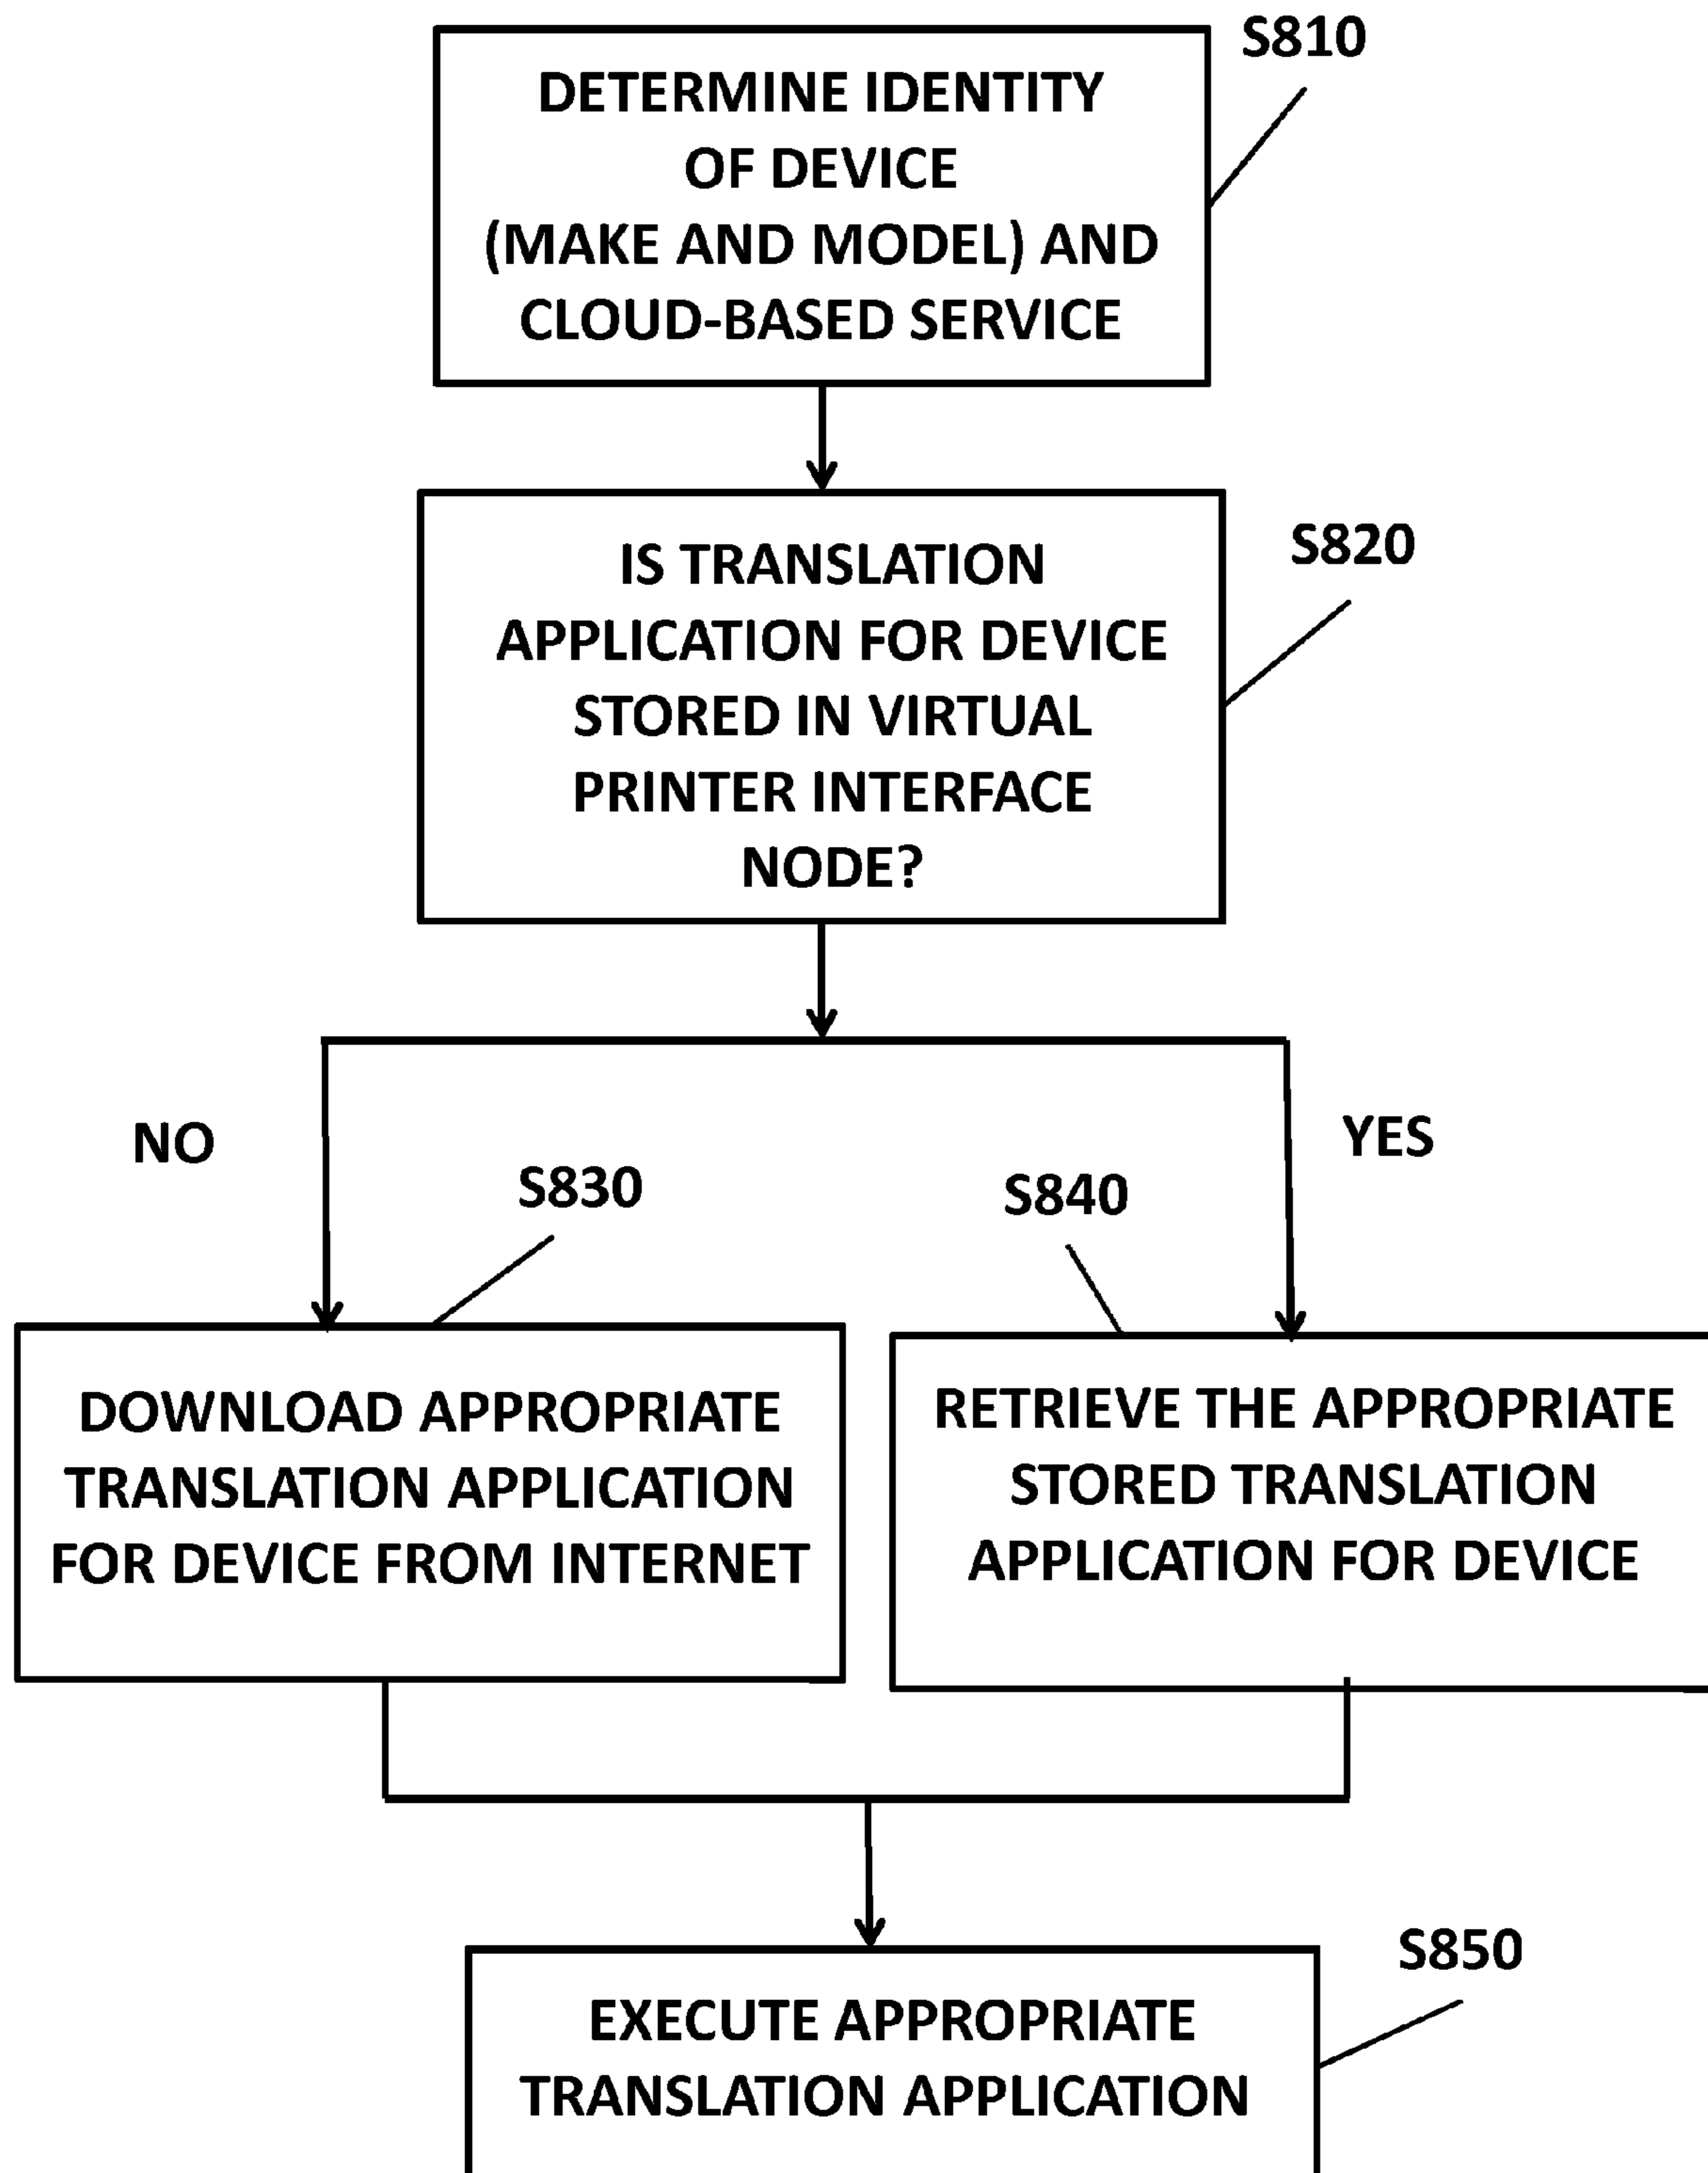 S810
DETERMINE IDENTITY
OF DEVICE
(MAKE AND MODEL) AND
CLOUD-BASED SERVICE
S820
IS TRANSLATION
APPLICATION FOR DEVICE
STORED IN VIRTUAL
PRINTER INTERFACE
NODE?
NO
YES
S830
S840
DOWNLOAD APPROPRIATE
TRANSLATION APPLICATION
FOR DEVICE FROM INTERNET
RETRIEVE THE APPROPRIATE
STORED TRANSLATION
APPLICATION FOR DEVICE
S850
EXECUTE APPROPRIATE
TRANSLATION APPLICATION